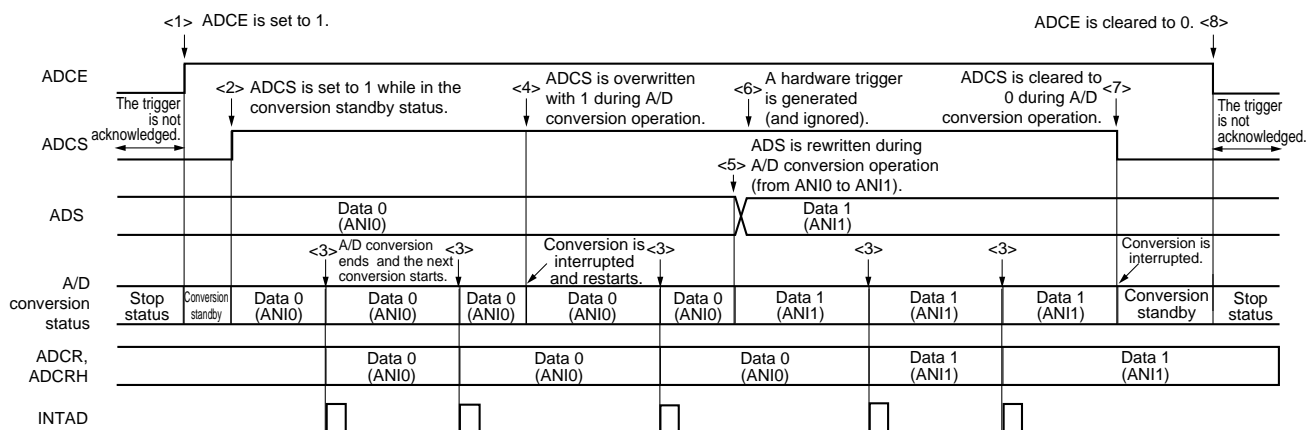 <1> ADCE is set to 1.
ADCE is cleared to 0. <8>
ADCE
The trigger
is not
acknowledged.
<2> ADCS is set to 1 while in the
conversion standby status.
<4> ADCS is overwritten
with 1 during A/D
conversion operation.
<6> A hardware trigger
is generated
(and ignored).
ADCS is cleared to <7>
0 during A/D
conversion operation.
The trigger
is not
acknowledged.
ADCS
<5> ADS is rewritten during
A/D conversion operation
(from ANI0 to ANI1).
ADS
Data 0
(ANI0)
Data 1
(ANI1)
<3> A/D conversion
ends and the next
conversion starts.
<3>
Conversion is
interrupted
and restarts.
<3>
<3>
<3>
Conversion is
interrupted.
A/D
conversion
status
Stop
status
Conversion
standby
Data 0
(ANI0)
Data 0
(ANI0)
Data 0
(ANI0)
Data 0
(ANI0)
Data 0
(ANI0)
Data 1
(ANI1)
Data 1
(ANI1)
Data 1
(ANI1)
Conversion
standby
Stop
status
ADCR,
ADCRH
Data 0
(ANI0)
Data 0
(ANI0)
Data 0
(ANI0)
Data 1
(ANI1)
Data 1
(ANI1)
INTAD